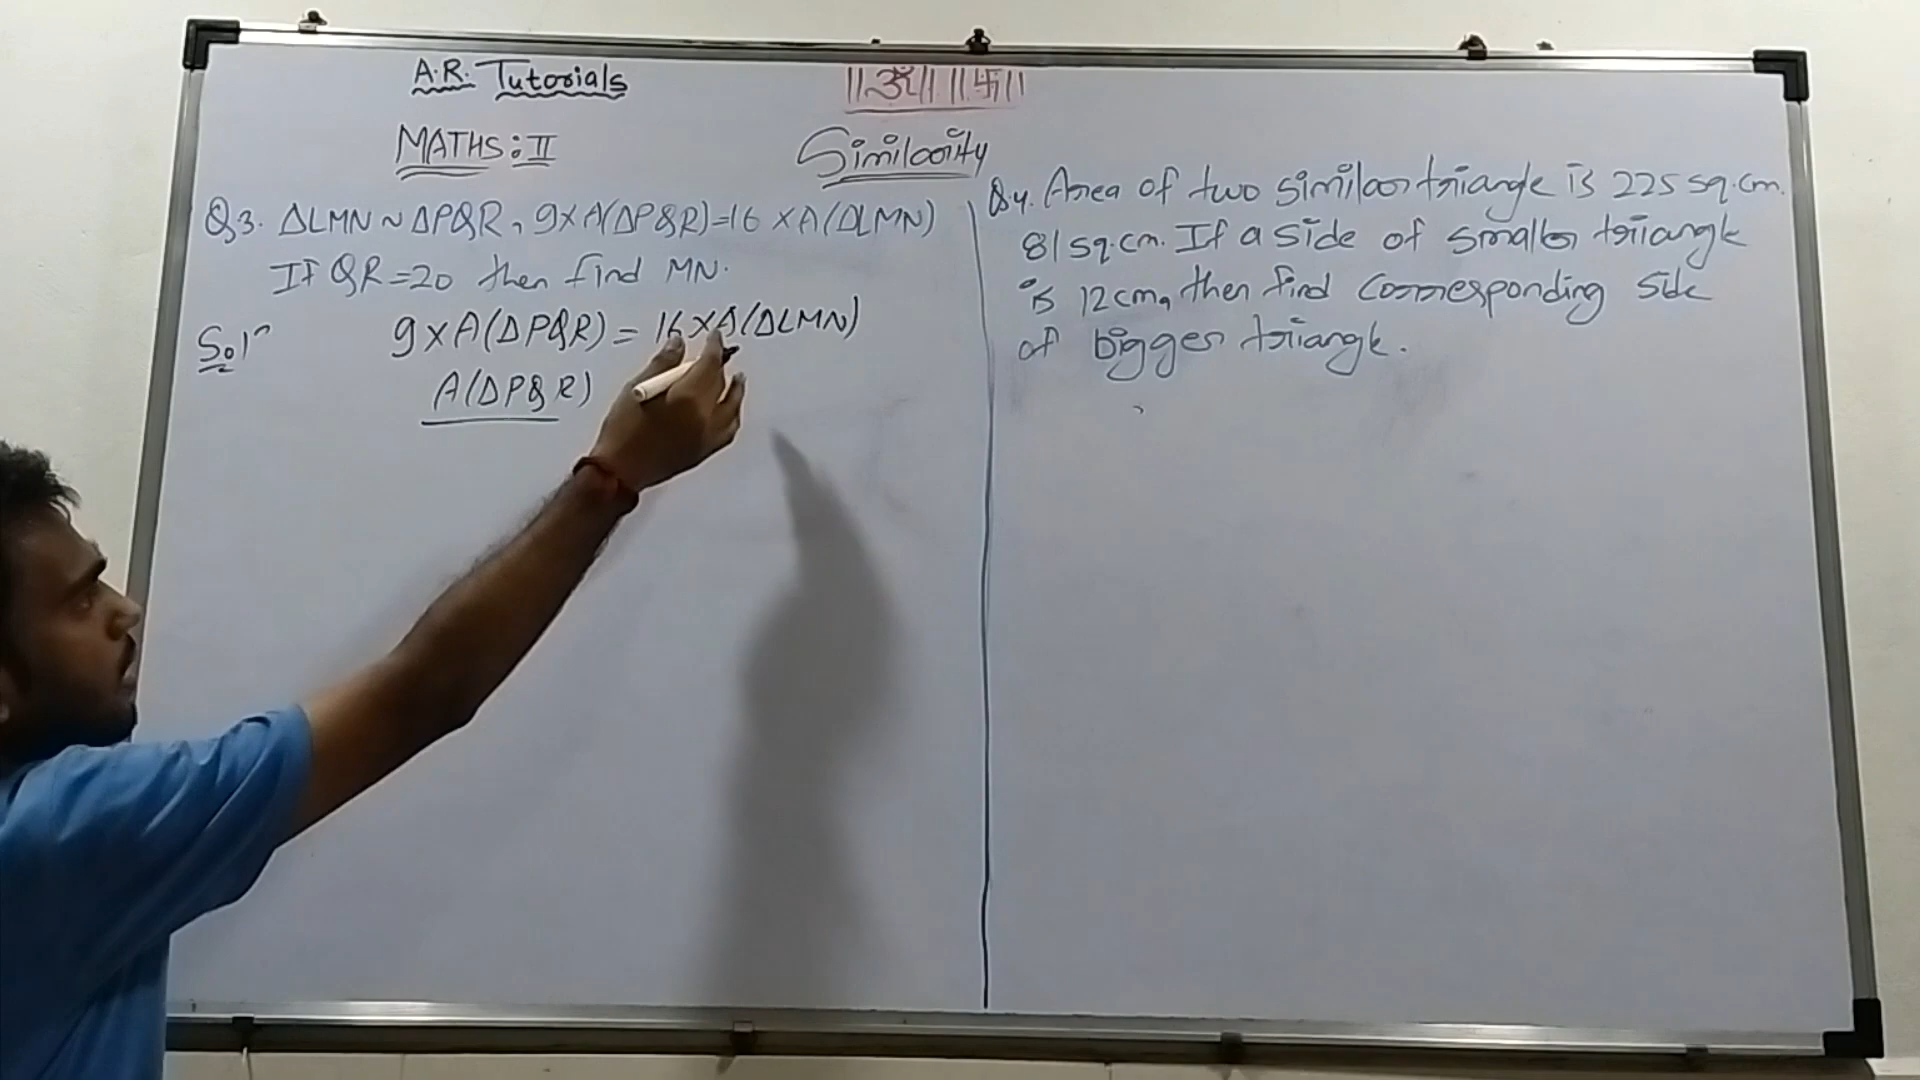 A.R. Tutorials
||ॐ|| ||卐||
MATHS: II
Similarity
Q3. ΔLMN ~ ΔPQR, 9×A(ΔPQR)=16 ×A(ΔLMN)
If QR=20 then find MN.
Solⁿ
9×A(ΔPQR) = 16×A(ΔLMN)
A(ΔPQR)
Q4. Area of two similar triangle is 225 sq.cm.
81 sq.cm. If a side of smaller triangle
is 12cm, then find corresponding side
of bigger triangle.